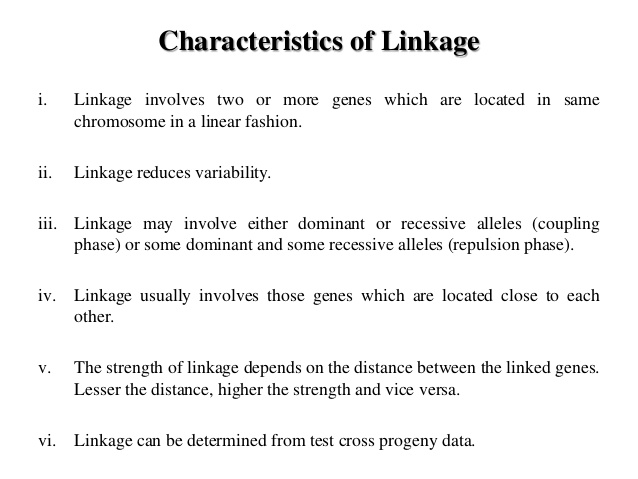 Characteristics of Linkage
i. Linkage involves two or more genes which are located in same
chromosome in a linear fashion.
ii. Linkage reduces variability.
iii. Linkage may involve either dominant or recessive alleles (coupling
phase) or some dominant and some recessive alleles (repulsion phase).
iv. Linkage usually involves those genes which are located close to each
other.
v. The strength of linkage depends on the distance between the linked genes.
Lesser the distance, higher the strength and vice versa.
vi. Linkage can be determined from test cross progeny data.